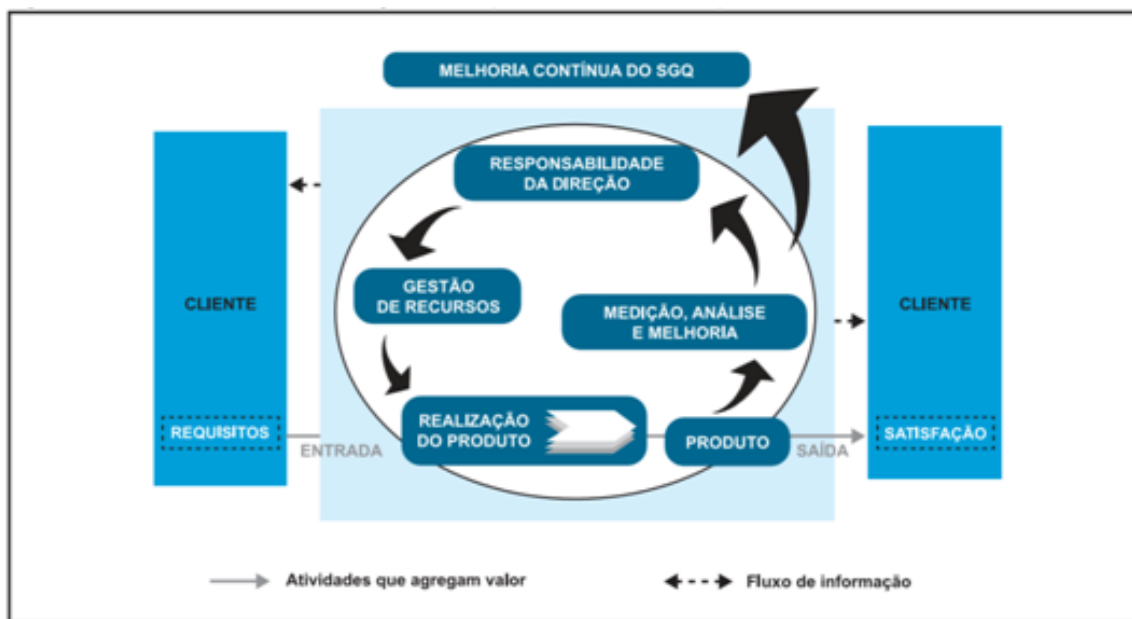 MELHORIA CONTÍNUA DO SGQ
RESPONSABILIDADE
DA DIREÇÃO
CLIENTE
GESTÃO
DE RECURSOS
MEDIÇÃO, ANÁLISE
E MELHORIA
CLIENTE
REQUISITOS
ENTRADA
REALIZAÇÃO
DO PRODUTO
PRODUTO
SAÍDA
SATISFAÇÃO
Atividades que agregam valor
Fluxo de informação